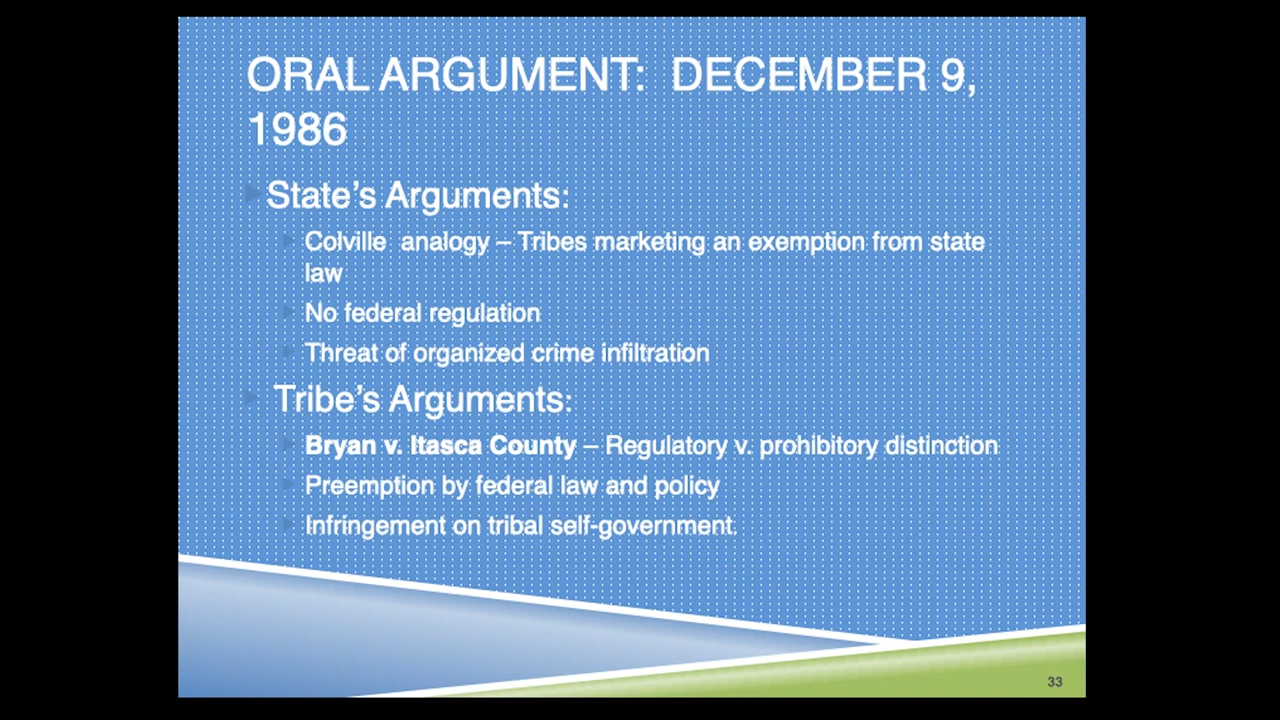 ORAL ARGUMENT:  DECEMBER 9,
1986
State’s Arguments:
Colville  analogy – Tribes marketing an exemption from state
law
No federal regulation
Threat of organized crime infiltration
Tribe’s Arguments:
Bryan v. Itasca County – Regulatory v. prohibitory distinction
Preemption by federal law and policy
Infringement on tribal self-government.
33